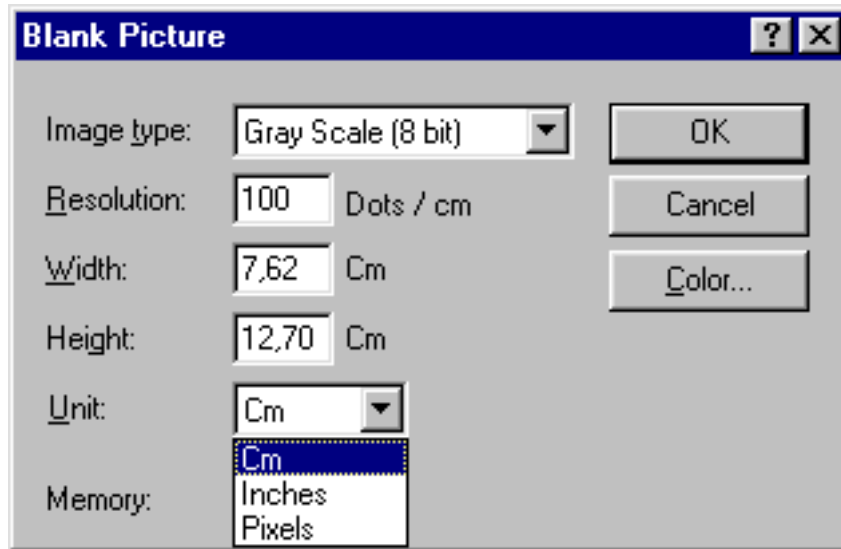 Blank Picture
Image type: Gray Scale (8 bit) OK
Resolution: 100 Dots / cm Cancel
Width: 7,62 Cm Color...
Height: 12,70 Cm
Unit: Cm
Cm
Inches
Memory:
Pixels